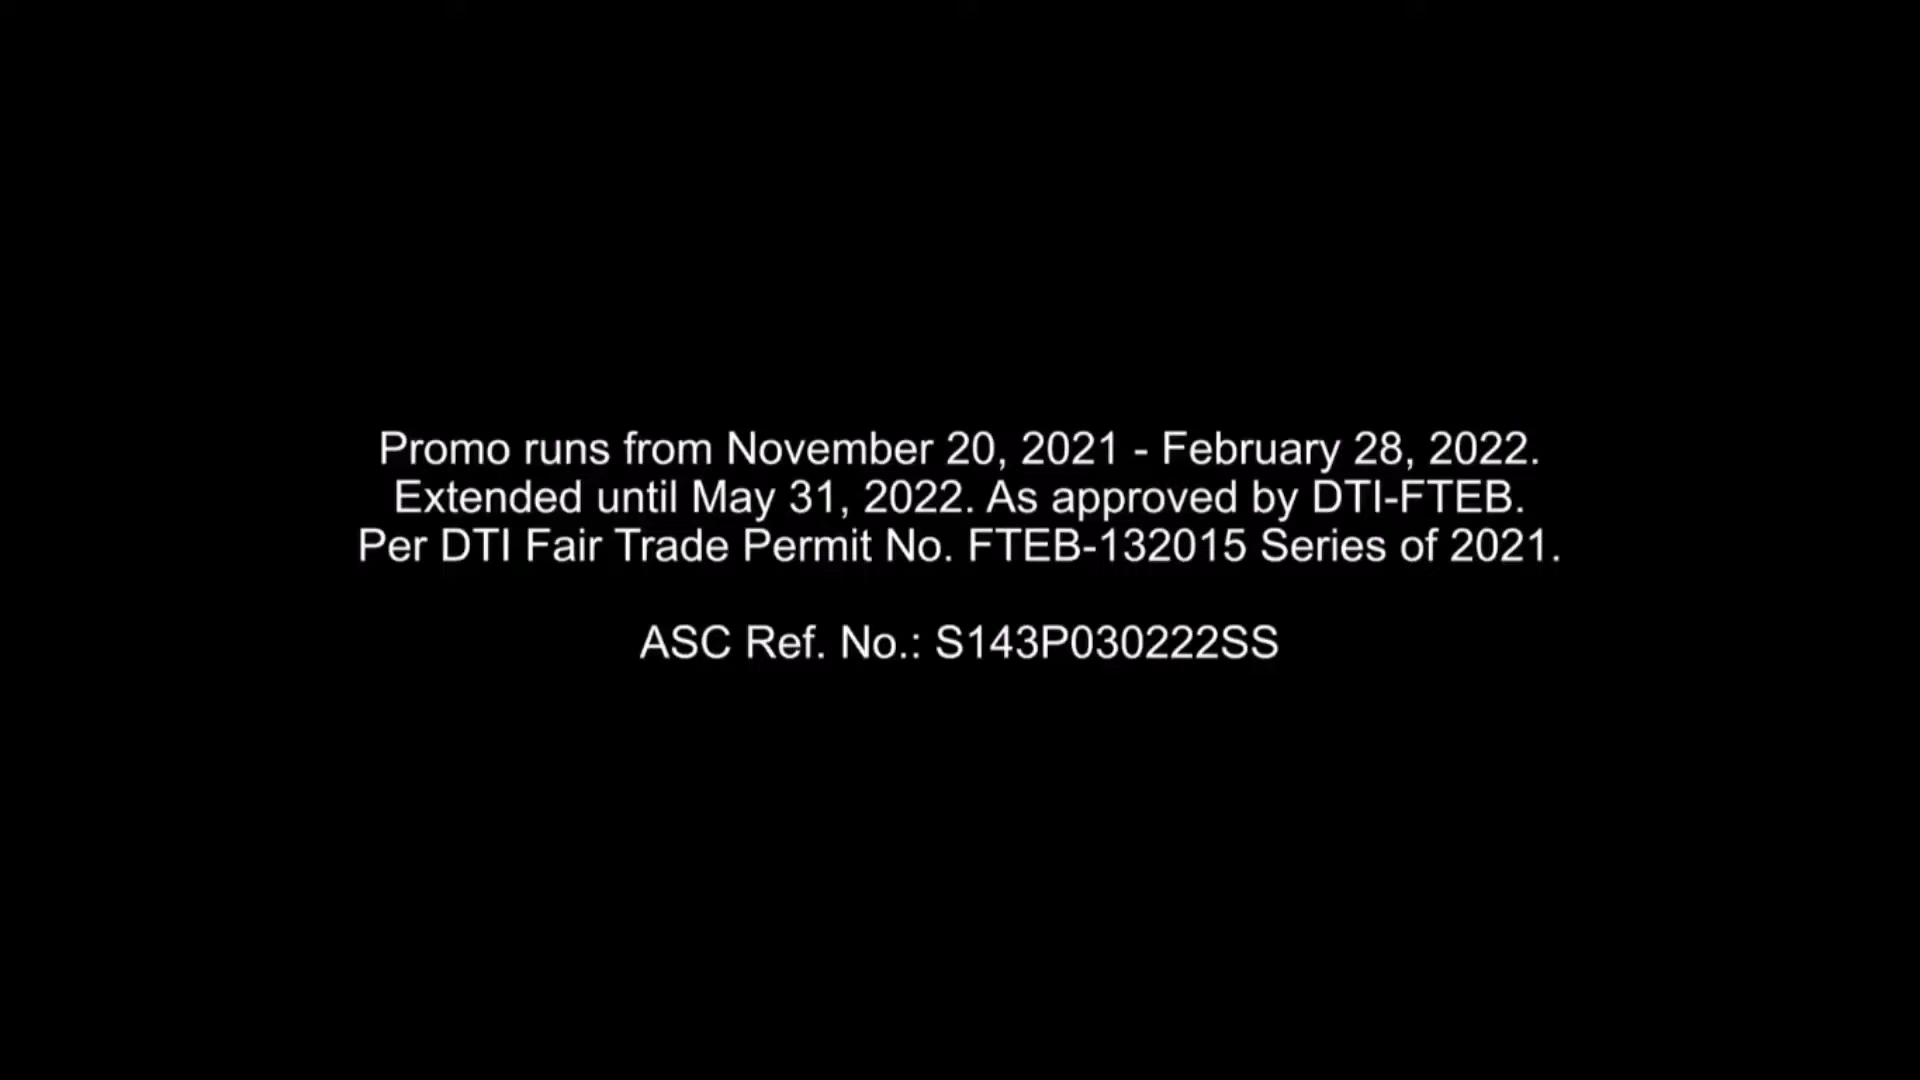 Promo runs from November 20, 2021 - February 28, 2022.
Extended until May 31, 2022. As approved by DTI-FTEB.
Per DTI Fair Trade Permit No. FTEB-132015 Series of 2021.
ASC Ref. No.: S143P030222SS